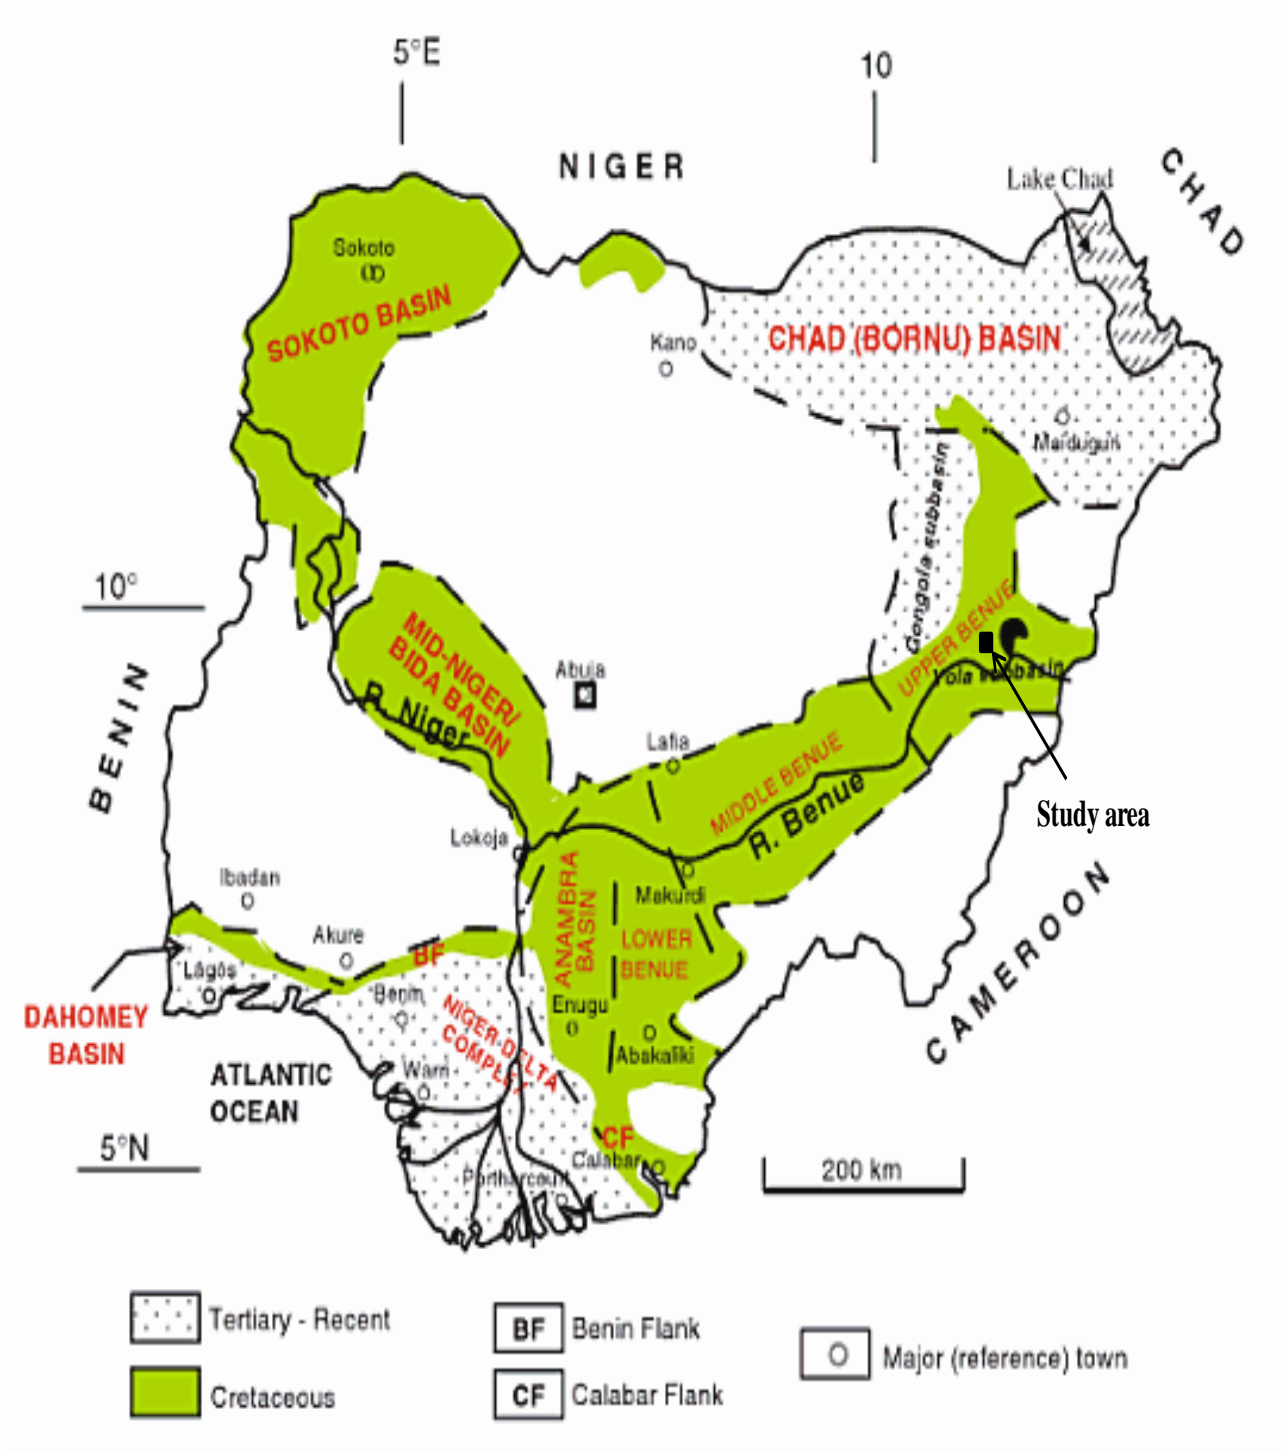 5°E
10
NIGER
CHAD
Lake Chad
Sokoto
SOKOTO BASIN
Kano
CHAD (BORNU) BASIN
Maiduguri
Gongola subbasin
10°
UPPER BENUE
Yola subbasin
MID-NIGER/
BIDA BASIN
R. Niger
Abuja
BENIN
Lafia
MIDDLE BENUE
R. Benue
Study area
Lokoja
Makurdi
ANAMBRA
BASIN
LOWER
BENUE
Ibadan
Akure
BF
Lagos
Benin
NIGER DELTA
COMPLEX
Enugu
Abakaliki
CAMEROON
DAHOMEY
BASIN
ATLANTIC
OCEAN
Warri
5°N
CF
Calabar
Portharcourt
200 km
Tertiary - Recent
BF Benin Flank
Major (reference) town
Cretaceous
CF Calabar Flank